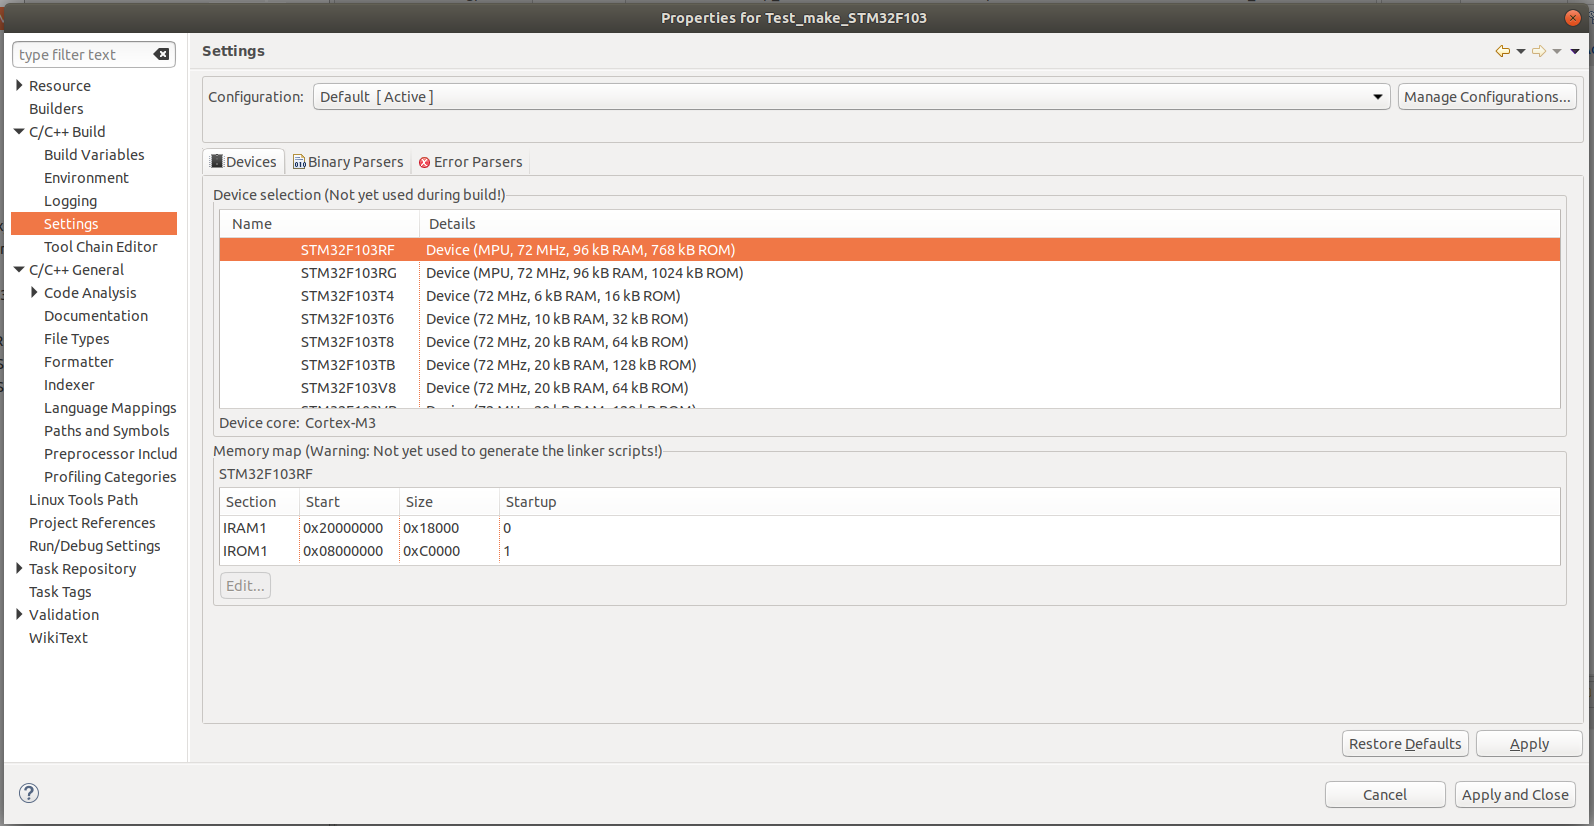 Properties for Test_make_STM32F103
type filter text
Resource
Builders
C/C++ Build
Build Variables
Environment
Logging
Settings
Tool Chain Editor
C/C++ General
Code Analysis
Documentation
File Types
Formatter
Indexer
Language Mappings
Paths and Symbols
Preprocessor Includ
Profiling Categories
Linux Tools Path
Project References
Run/Debug Settings
Task Repository
Task Tags
Validation
WikiText
Settings
Configuration: Default [ Active ] Manage Configurations...
Devices Binary Parsers Error Parsers
Device selection (Not yet used during build!)
Name Details
STM32F103RF Device (MPU, 72 MHz, 96 kB RAM, 768 kB ROM)
STM32F103RG Device (MPU, 72 MHz, 96 kB RAM, 1024 kB ROM)
STM32F103T4 Device (72 MHz, 6 kB RAM, 16 kB ROM)
STM32F103T6 Device (72 MHz, 10 kB RAM, 32 kB ROM)
STM32F103T8 Device (72 MHz, 20 kB RAM, 64 kB ROM)
STM32F103TB Device (72 MHz, 20 kB RAM, 128 kB ROM)
STM32F103V8 Device (72 MHz, 20 kB RAM, 64 kB ROM)
Device core: Cortex-M3
Memory map (Warning: Not yet used to generate the linker scripts!)
STM32F103RF
Section Start Size Startup
IRAM1 0x20000000 0x18000 0
IROM1 0x08000000 0xC0000 1
Edit...
Restore Defaults Apply
Cancel Apply and Close